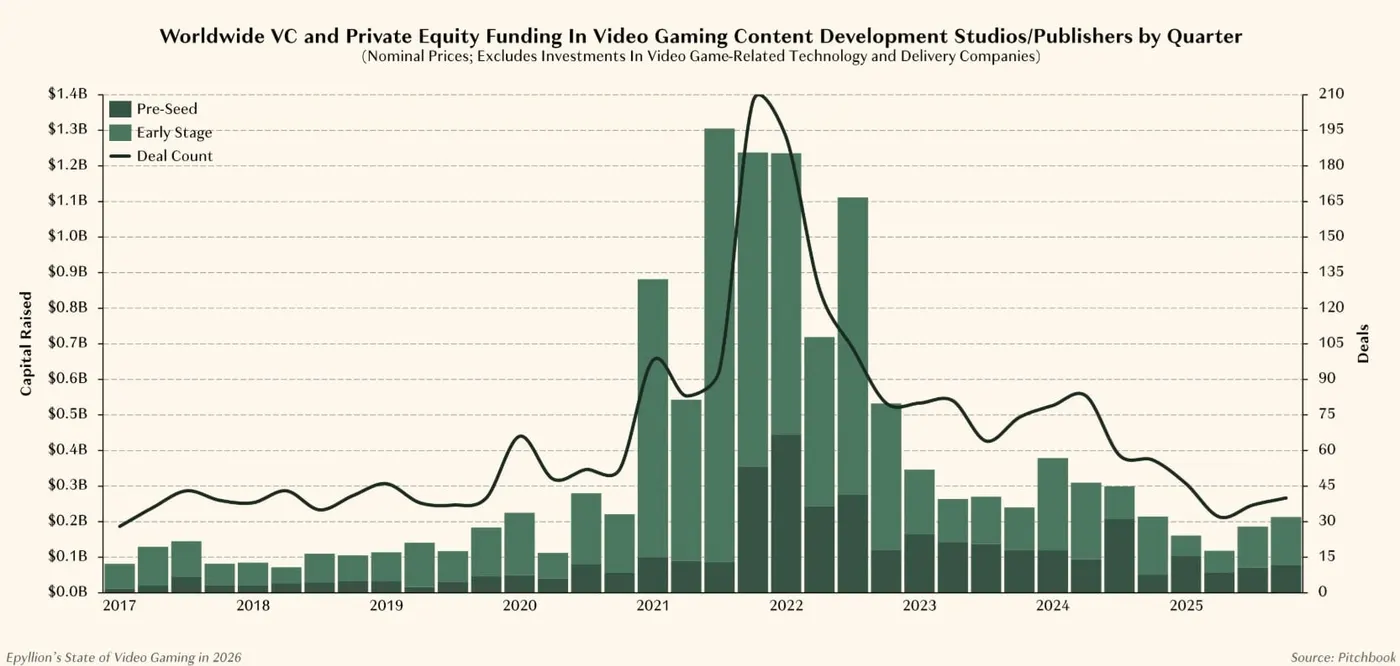 Worldwide VC and Private Equity Funding In Video Gaming Content Development Studios/Publishers by Quarter
(Nominal Prices; Excludes Investments In Video Game-Related Technology and Delivery Companies)
$1.4B
$1.3B
$1.2B
$1.1B
$1.0B
$0.9B
$0.8B
$0.7B
$0.6B
$0.5B
$0.4B
$0.3B
$0.2B
$0.1B
$0.0B
Capital Raised
Pre-Seed
Early Stage
Deal Count
210
195
180
165
150
135
120
105
90
75
60
45
30
15
0
Deals
2017 2018 2019 2020 2021 2022 2023 2024 2025
Epyllion's State of Video Gaming in 2026
Source: Pitchbook